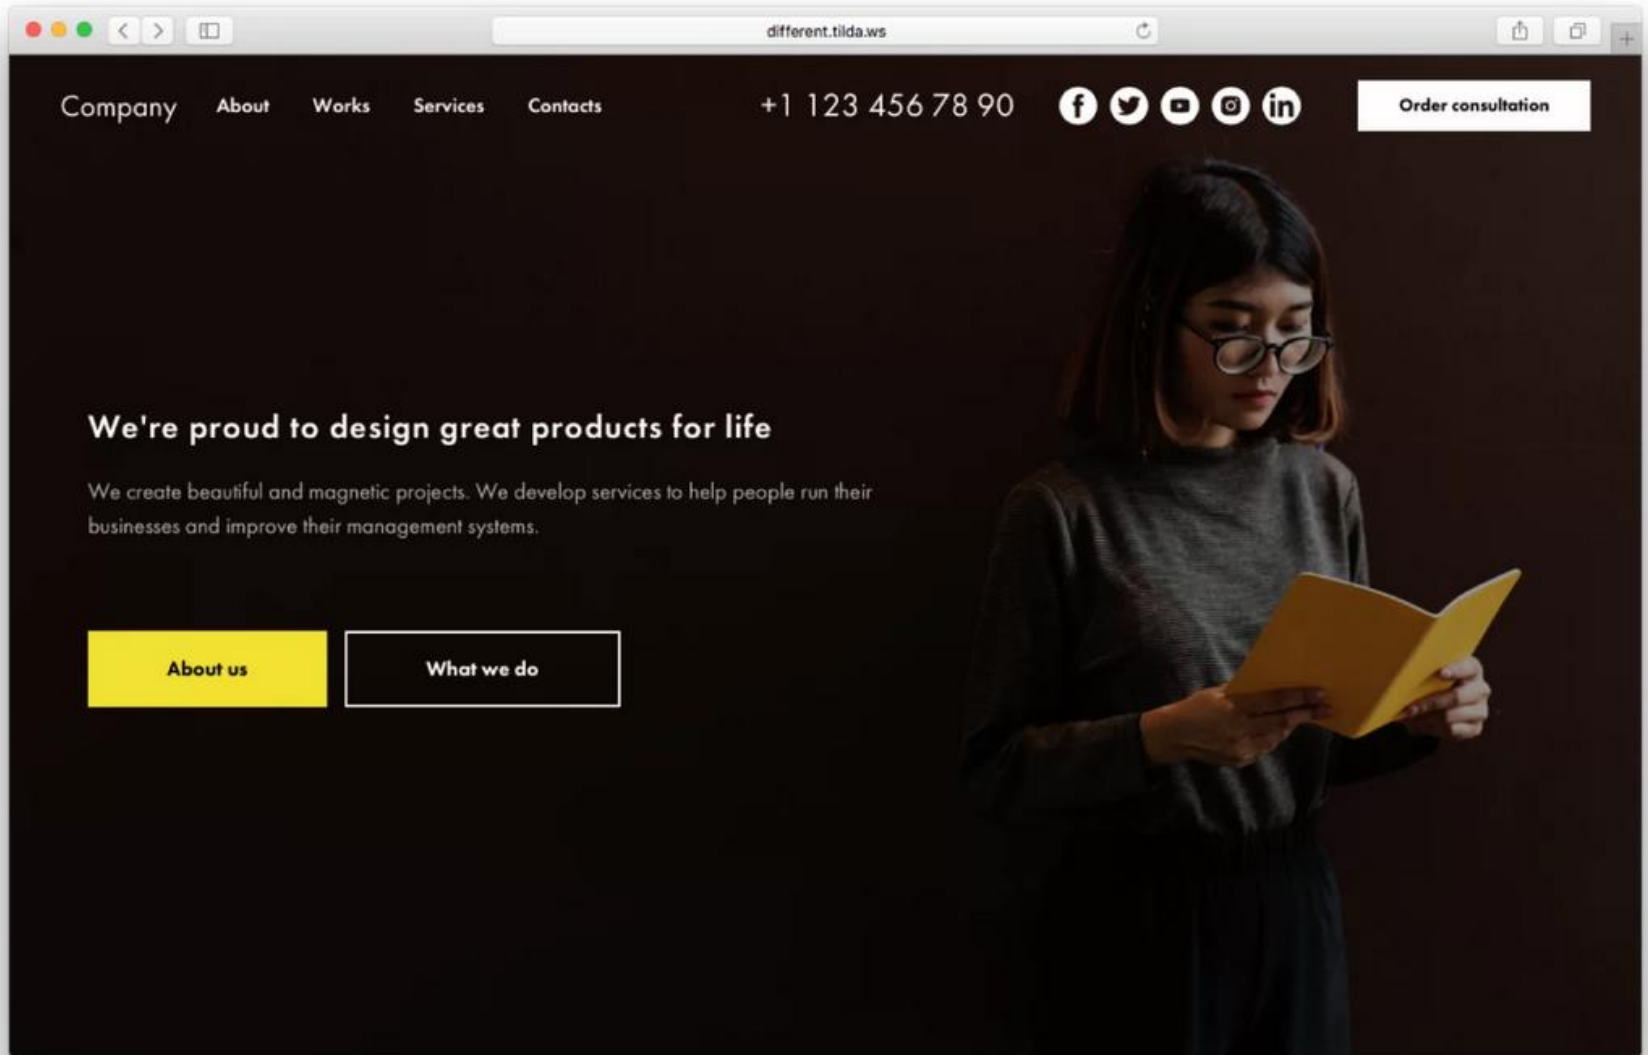 different.tilda.ws
Company About Works Services Contacts +1 123 456 78 90 Order consultation
We're proud to design great products for life
We create beautiful and magnetic projects. We develop services to help people run their
businesses and improve their management systems.
About us What we do